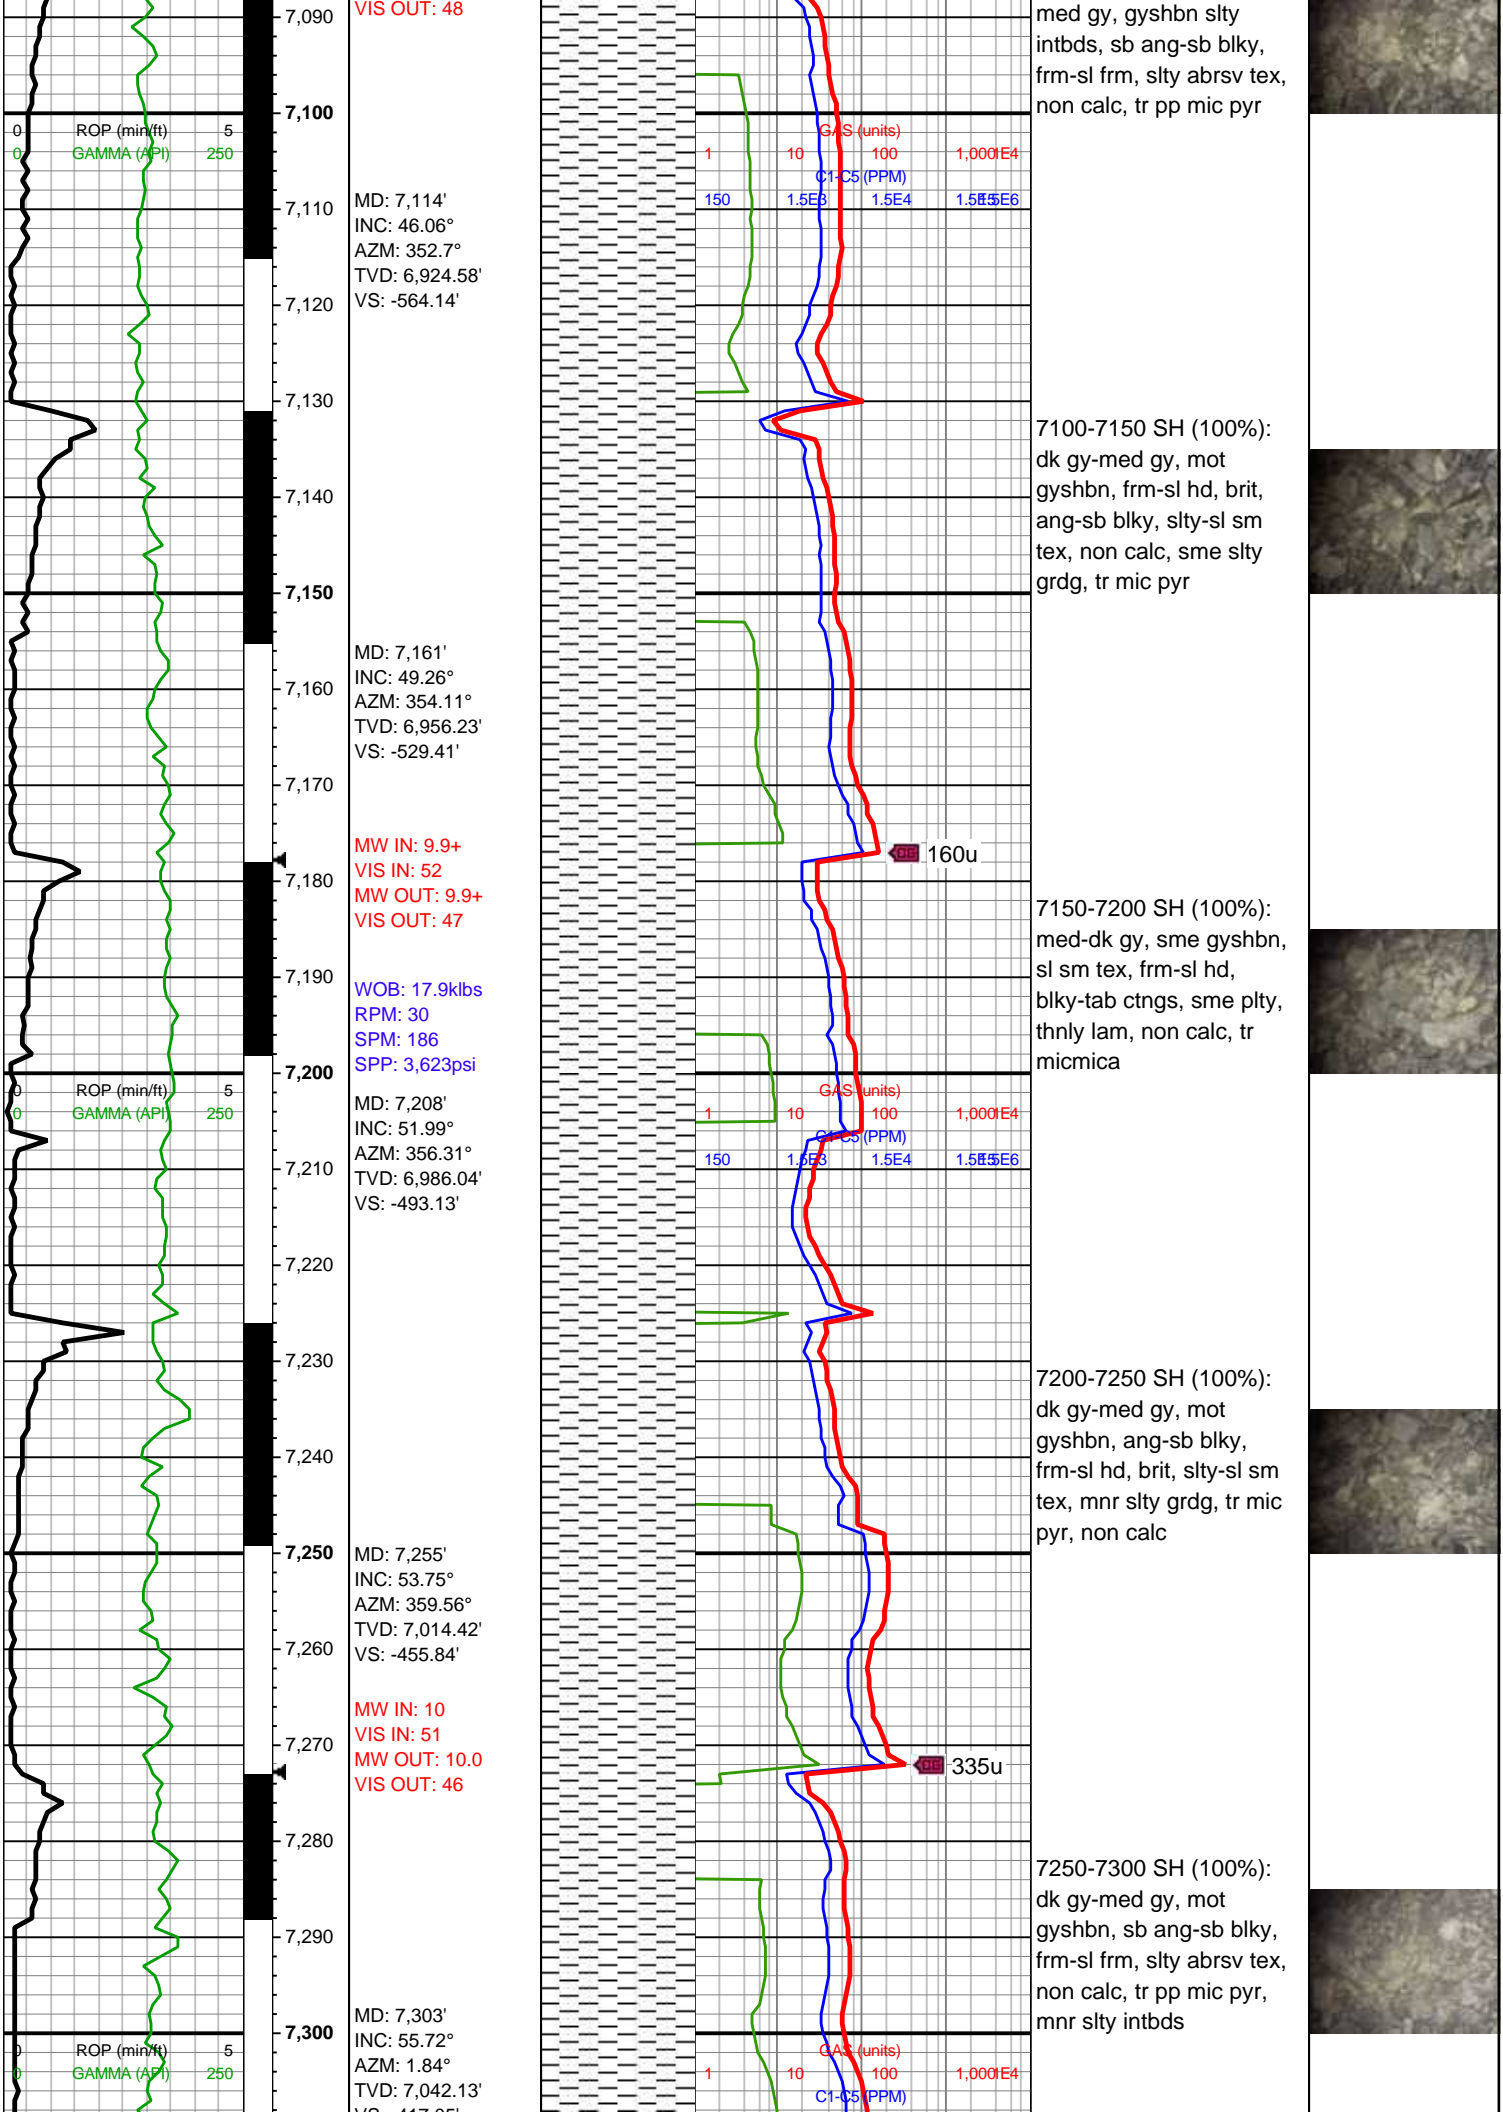 VIS OUT: 48
med gy, gyshbn slty
intbds, sb ang-sb blky,
frm-sl frm, slty abrsv tex,
non calc, tr pp mic pyr
7,090
7,100
0 ROP (min/ft) 5
0 GAMMA (API) 250
GAS (units)
1 10 100 1,000 1E4
C1-C5 (PPM)
150 1.5E3 1.5E4 1.5E5 1.5E6
7,110
MD: 7,114'
INC: 46.06°
AZM: 352.7°
TVD: 6,924.58'
VS: -564.14'
7,120
7,130
7100-7150 SH (100%):
dk gy-med gy, mot
gyshbn, frm-sl hd, brit,
ang-sb blky, slty-sl sm
tex, non calc, sme slty
grdg, tr mic pyr
7,140
7,150
MD: 7,161'
INC: 49.26°
AZM: 354.11°
TVD: 6,956.23'
VS: -529.41'
7,160
7,170
MW IN: 9.9+
VIS IN: 52
MW OUT: 9.9+
VIS OUT: 47
CG 160u
7,180
7150-7200 SH (100%):
med-dk gy, sme gyshbn,
sl sm tex, frm-sl hd,
blky-tab ctngs, sme plty,
thnly lam, non calc, tr
micmica
7,190
WOB: 17.9klbs
RPM: 30
SPM: 186
SPP: 3,623psi
7,200
0 ROP (min/ft) 5
0 GAMMA (API) 250
GAS (units)
1 10 100 1,000 1E4
C1-C5 (PPM)
150 1.5E3 1.5E4 1.5E5 1.5E6
MD: 7,208'
INC: 51.99°
AZM: 356.31°
TVD: 6,986.04'
VS: -493.13'
7,210
7,220
7,230
7200-7250 SH (100%):
dk gy-med gy, mot
gyshbn, ang-sb blky,
frm-sl hd, brit, slty-sl sm
tex, mnr slty grdg, tr mic
pyr, non calc
7,240
7,250
MD: 7,255'
INC: 53.75°
AZM: 359.56°
TVD: 7,014.42'
VS: -455.84'
7,260
MW IN: 10
VIS IN: 51
MW OUT: 10.0
VIS OUT: 46
7,270
CG 335u
7,280
7250-7300 SH (100%):
dk gy-med gy, mot
gyshbn, sb ang-sb blky,
frm-sl frm, slty abrsv tex,
non calc, tr pp mic pyr,
mnr slty intbds
7,290
7,300
MD: 7,303'
INC: 55.72°
AZM: 1.84°
TVD: 7,042.13'
0 ROP (min/ft) 5
0 GAMMA (API) 250
GAS (units)
1 10 100 1,000 1E4
C1-C5 (PPM)